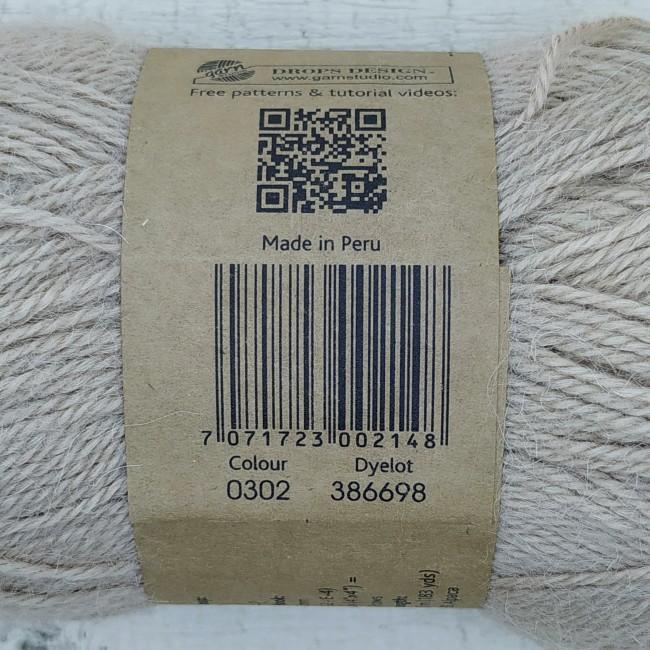 garn
DROPS DESIGN
www.garnstudio.com
Free patterns & tutorial videos:
Made in Peru
7 071723 002148
Colour Dyelot
0302 386698